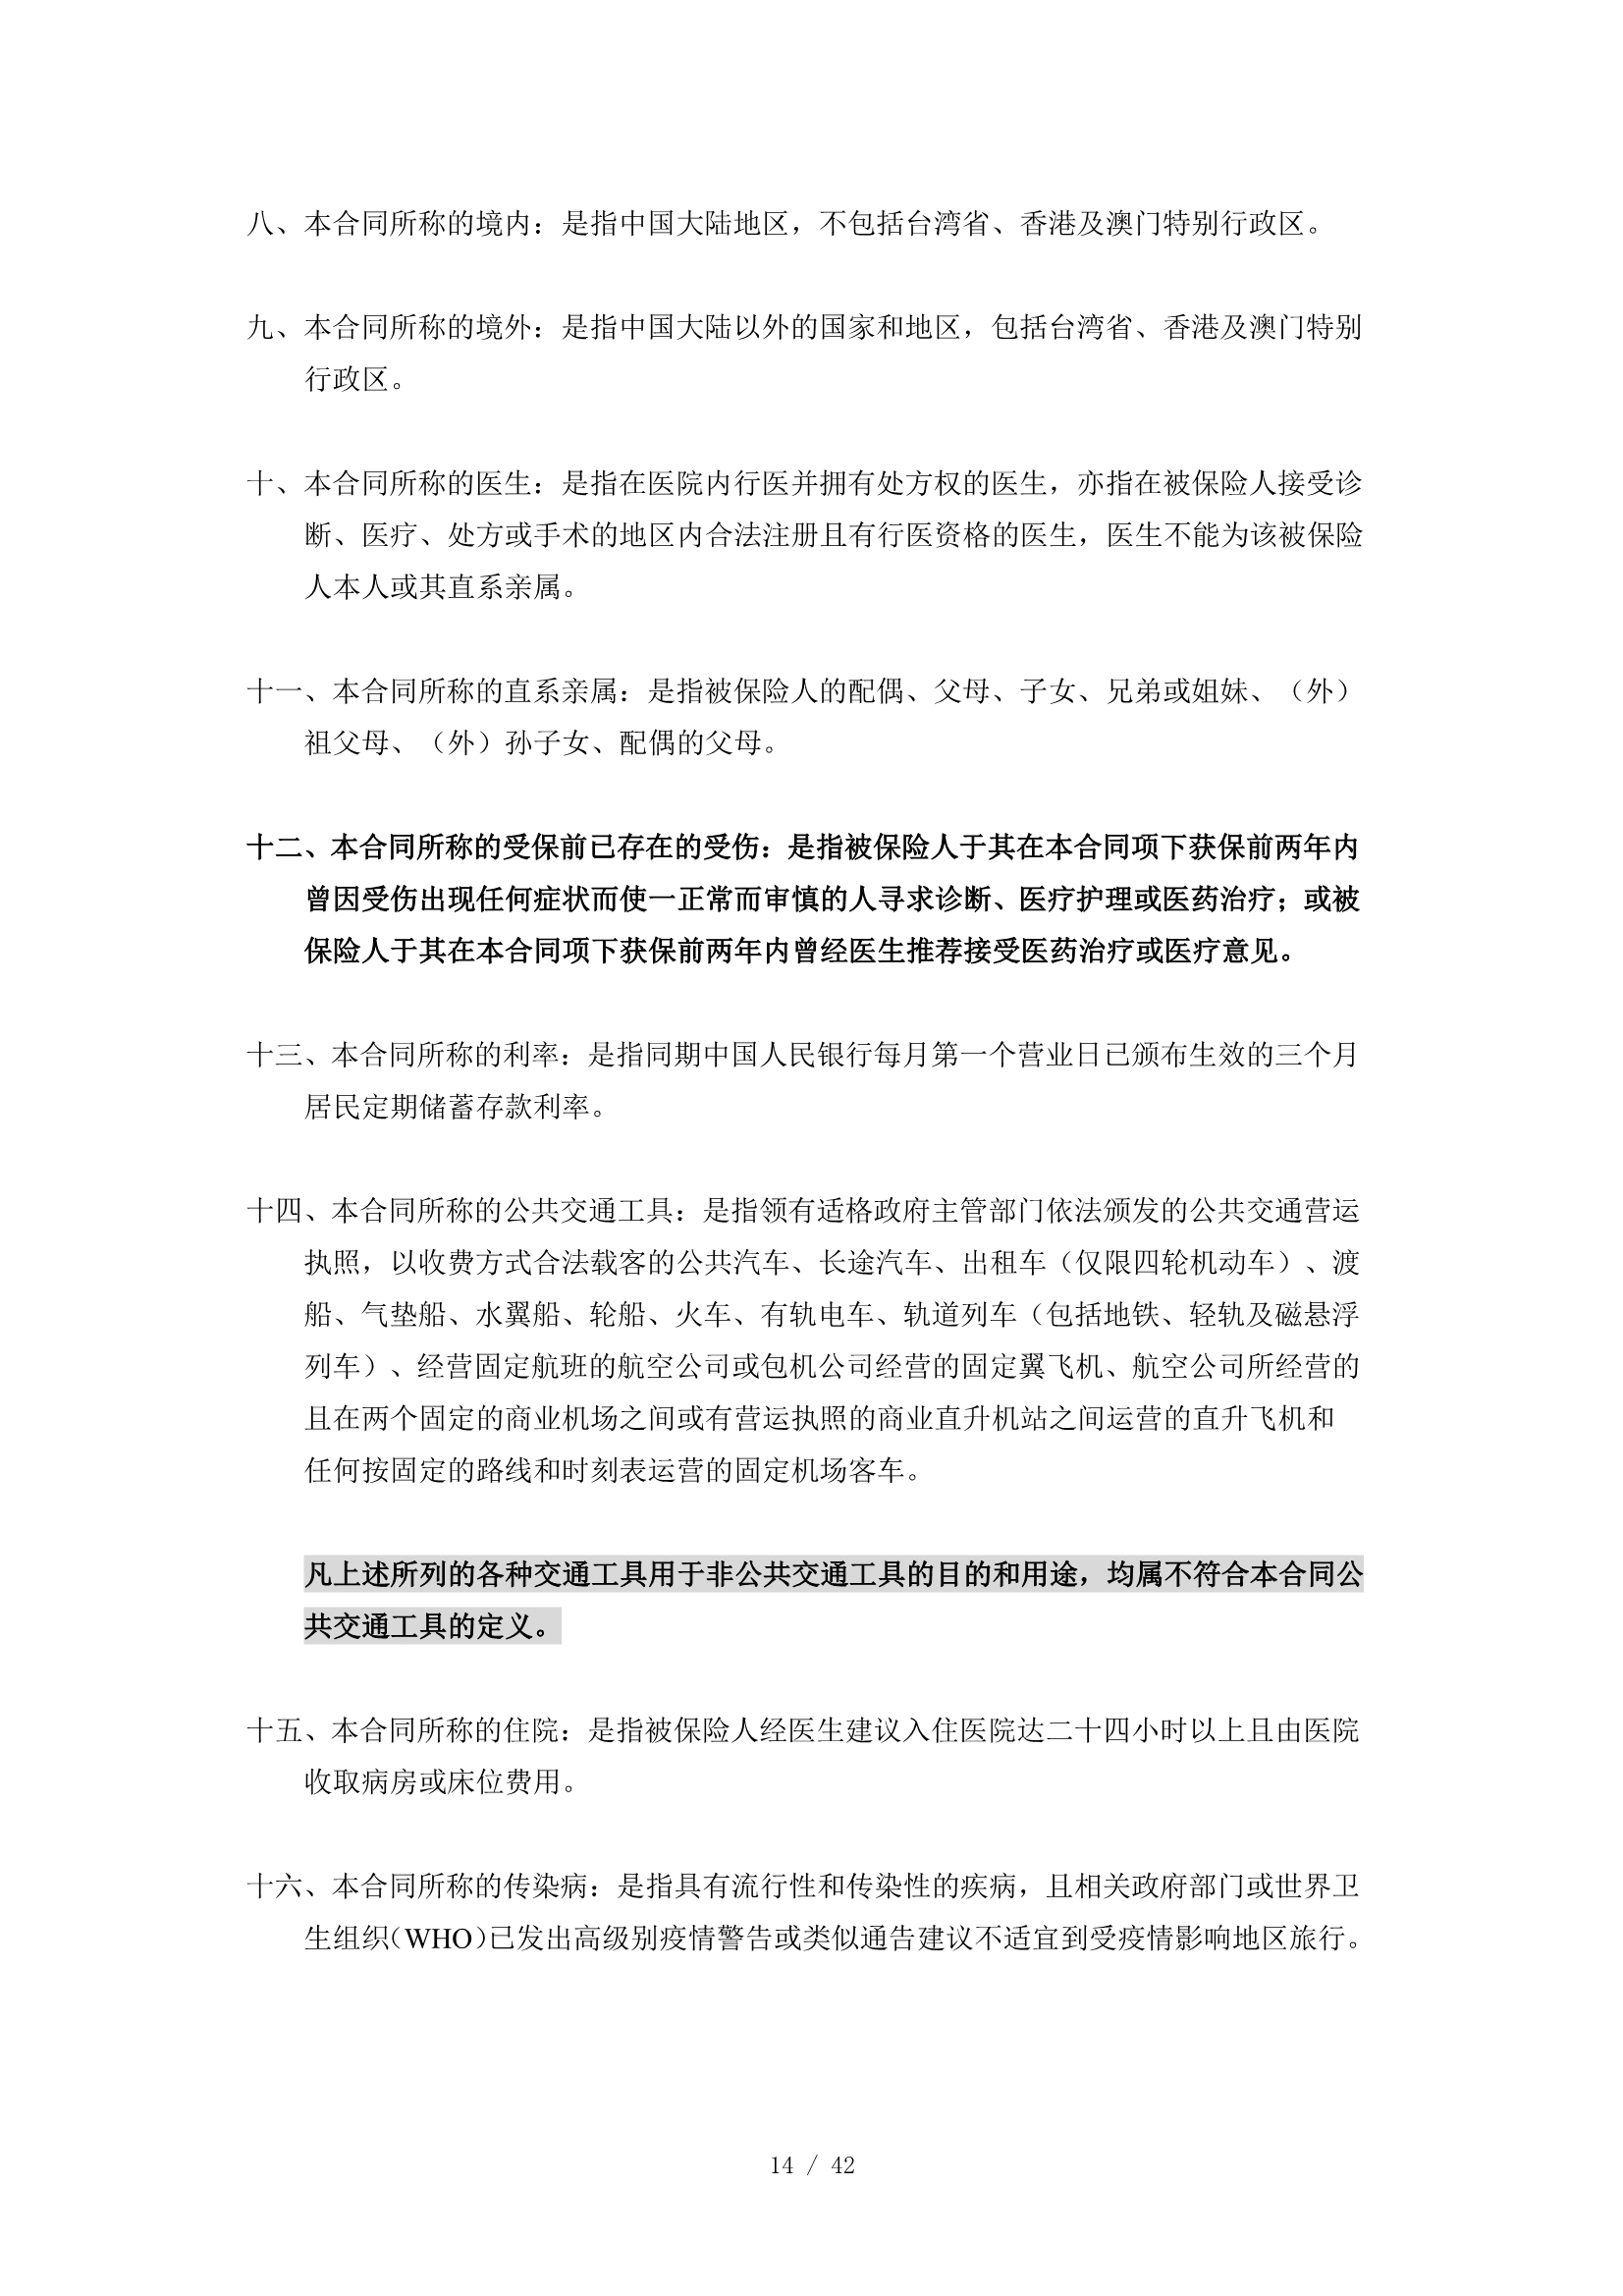 八、本合同所称的境内：是指中国大陆地区，不包括台湾省、香港及澳门特别行政区。
九、本合同所称的境外：是指中国大陆以外的国家和地区，包括台湾省、香港及澳门特别
行政区。
十、本合同所称的医生：是指在医院内行医并拥有处方权的医生，亦指在被保险人接受诊
断、医疗、处方或手术的地区内合法注册且有行医资格的医生，医生不能为该被保险
人本人或其直系亲属。
十一、本合同所称的直系亲属：是指被保险人的配偶、父母、子女、兄弟或姐妹、（外）
祖父母、（外）孙子女、配偶的父母。
十二、本合同所称的受保前已存在的受伤：是指被保险人于其在本合同项下获保前两年内
曾因受伤出现任何症状而使一正常而审慎的人寻求诊断、医疗护理或医药治疗；或被
保险人于其在本合同项下获保前两年内曾经医生推荐接受医药治疗或医疗意见。
十三、本合同所称的利率：是指同期中国人民银行每月第一个营业日已颁布生效的三个月
居民定期储蓄存款利率。
十四、本合同所称的公共交通工具：是指领有适格政府主管部门依法颁发的公共交通营运
执照，以收费方式合法载客的公共汽车、长途汽车、出租车（仅限四轮机动车）、渡
船、气垫船、水翼船、轮船、火车、有轨电车、轨道列车（包括地铁、轻轨及磁悬浮
列车）、经营固定航班的航空公司或包机公司经营的固定翼飞机、航空公司所经营的
且在两个固定的商业机场之间或有营运执照的商业直升机站之间运营的直升飞机和
任何按固定的路线和时刻表运营的固定机场客车。
凡上述所列的各种交通工具用于非公共交通工具的目的和用途，均属不符合本合同公
共交通工具的定义。
十五、本合同所称的住院：是指被保险人经医生建议入住医院达二十四小时以上且由医院
收取病房或床位费用。
十六、本合同所称的传染病：是指具有流行性和传染性的疾病，且相关政府部门或世界卫
生组织（WHO）已发出高级别疫情警告或类似通告建议不适宜到受疫情影响地区旅行。
14 / 42